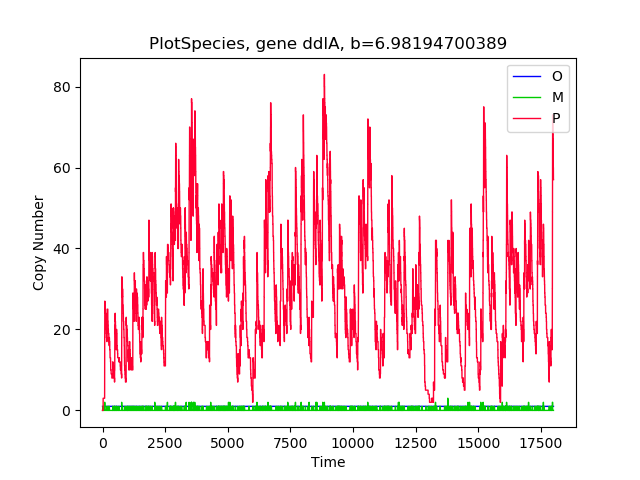 PlotSpecies, gene ddlA, b=6.98194700389
O
M
P
80
60
40
20
0
Copy Number
0 2500 5000 7500 10000 12500 15000 17500
Time